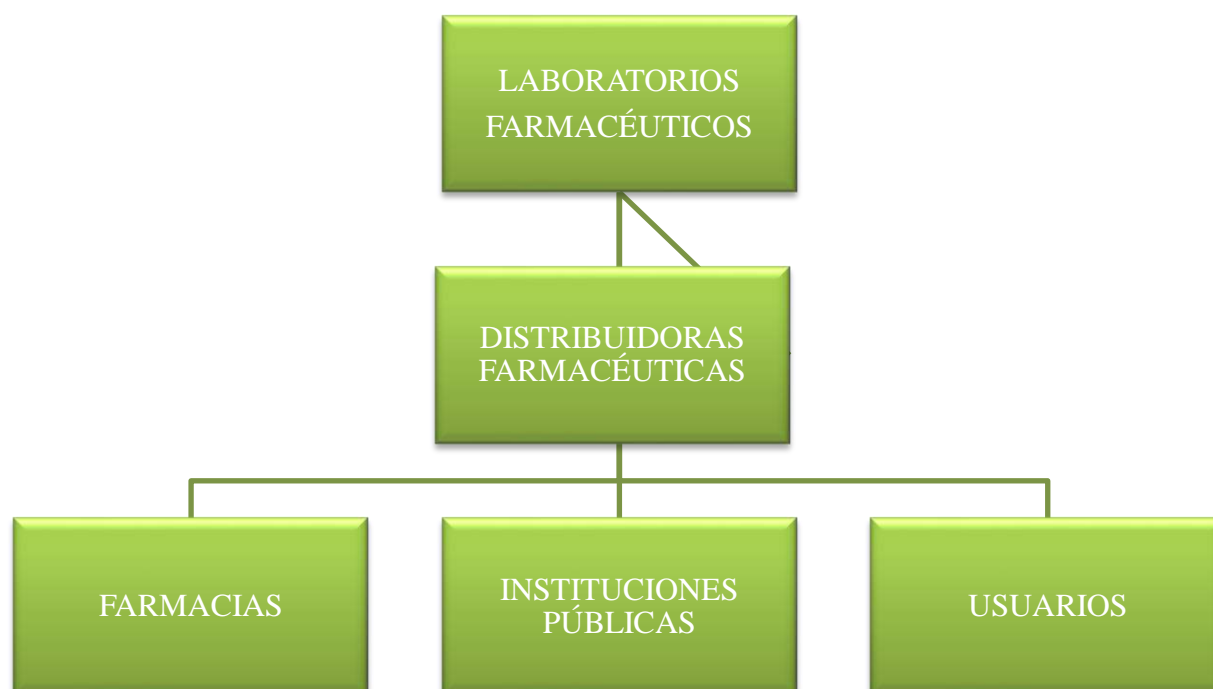 LABORATORIOS
FARMACÉUTICOS
DISTRIBUIDORAS
FARMACÉUTICAS
FARMACIAS
INSTITUCIONES
PÚBLICAS
USUARIOS